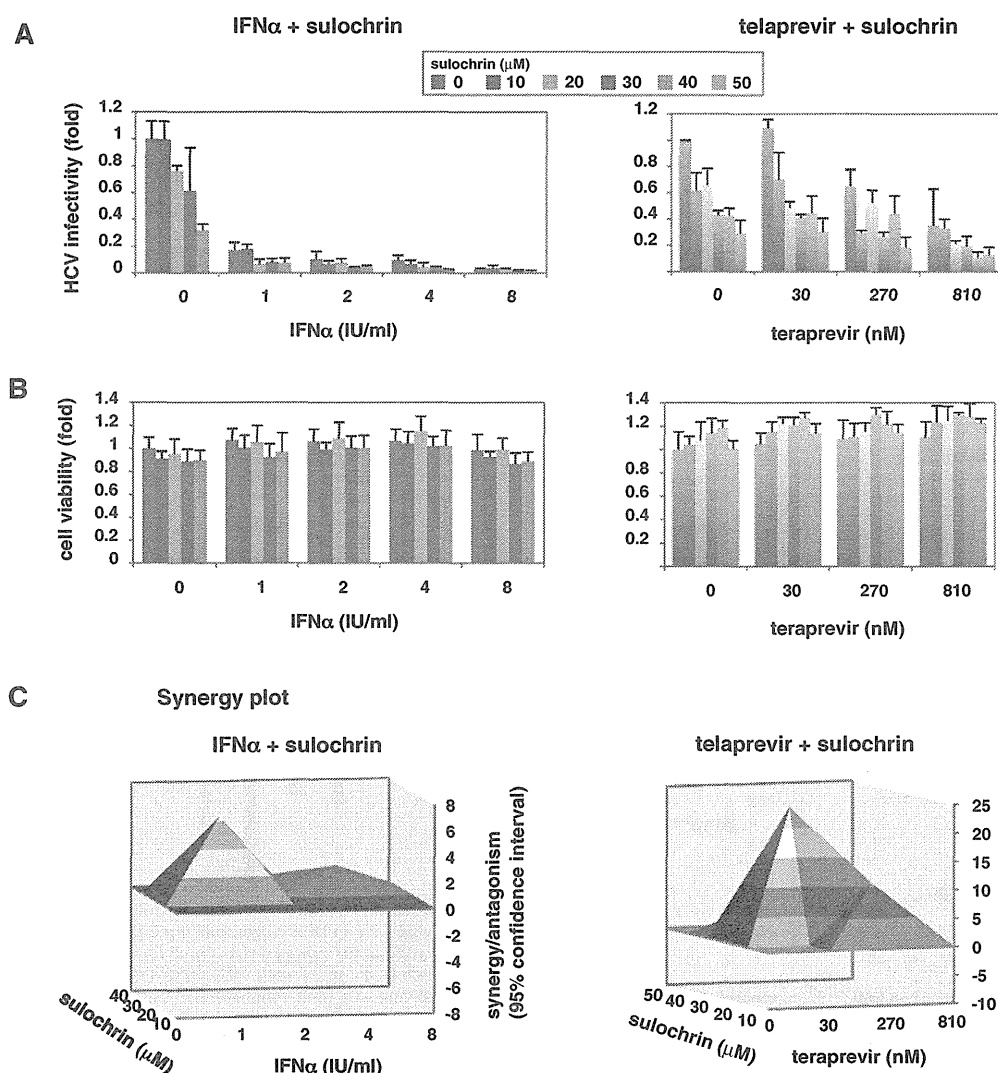 A
IFNα + sulochrin
telaprevir + sulochrin
sulochrin (μM)
0 10 20 30 40 50
HCV infectivity (fold)
1.2
1
0.8
0.6
0.4
0.2
0
0 1 2 4 8
IFNα (IU/ml)
1.2
1
0.8
0.6
0.4
0.2
0 30 270 810
teraprevir (nM)
B
cell viability (fold)
1.4
1.2
1.0
0.8
0.6
0.4
0.2
0
0 1 2 4 8
IFNα (IU/ml)
1.4
1.2
1.0
0.8
0.6
0.4
0.2
0 30 270 810
teraprevir (nM)
C
Synergy plot
IFNα + sulochrin
telaprevir + sulochrin
8
6
4
2
0
-2
-4
-6
-8
synergy/antagonism
(95% confidence interval)
40 30 20 10 0
sulochrin (μM)
1 2 4 8
IFNα (IU/ml)
25
20
15
10
5
0
-5
-10
50 40 30 20 10
sulochrin (μM)
0 30 270 810
teraprevir (nM)